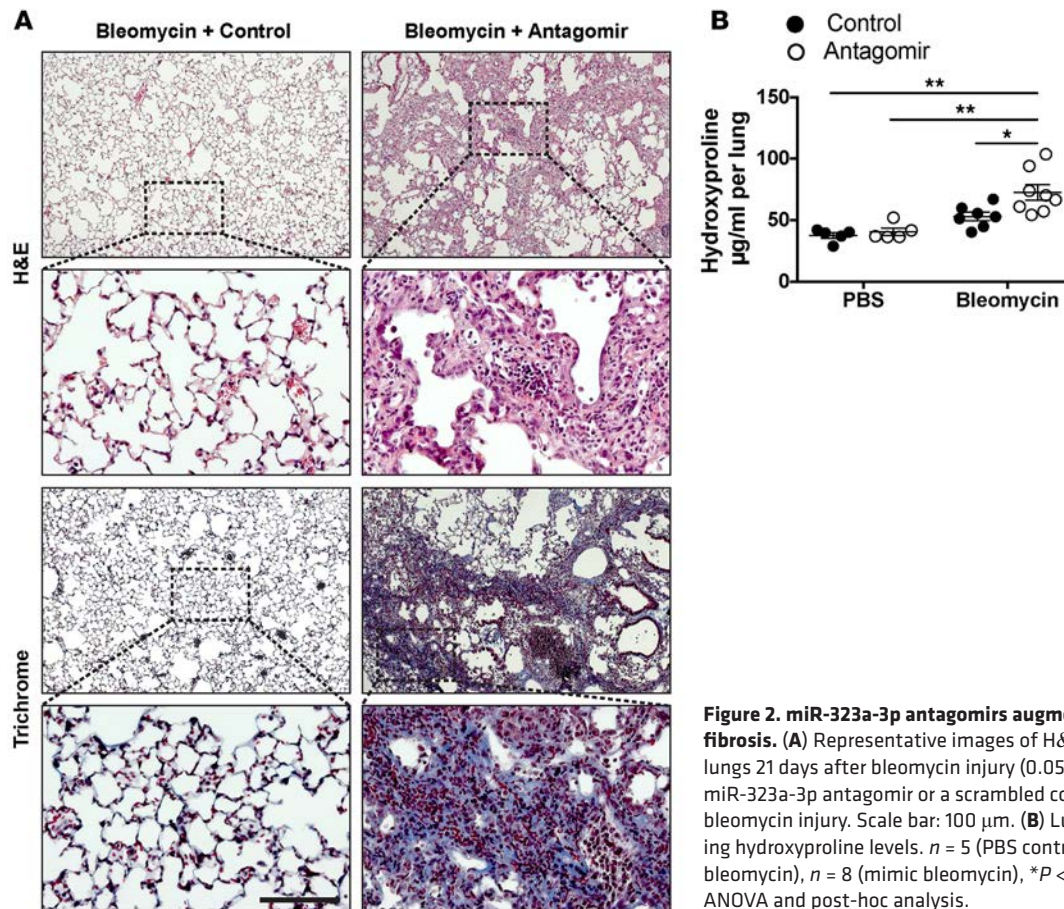 A
Bleomycin + Control
Bleomycin + Antagomir
H&E
Trichrome
B
Control
Antagomir
Hydroxyproline
µg/ml per lung
150
100
50
0
**
**
*
PBS
Bleomycin
Figure 2. miR-323a-3p antagomirs augme
fibrosis. (A) Representative images of H&
lungs 21 days after bleomycin injury (0.05
miR-323a-3p antagomir or a scrambled co
bleomycin injury. Scale bar: 100 μm. (B) Lu
ing hydroxyproline levels. n = 5 (PBS contr
bleomycin), n = 8 (mimic bleomycin), *P <
ANOVA and post-hoc analysis.